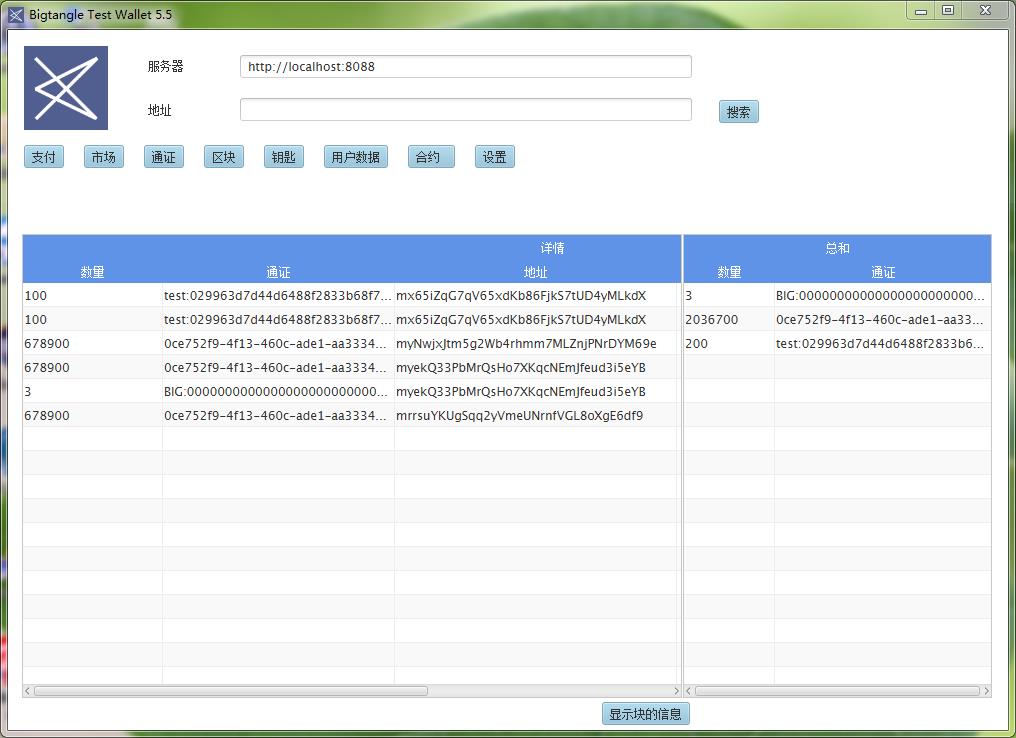 Bigtangle Test Wallet 5.5
服务器 http://localhost:8088
地址 搜索
支付 市场 通证 区块 钥匙 用户数据 合约 设置
详情 总和
数量 通证 地址 数量 通证
100 test:029963d7d44d6488f2833b68f7... mx65iZqG7qV65xdKb86FjkS7tUD4yMLkdX 3 BIG:00000000000000000000000...
100 test:029963d7d44d6488f2833b68f7... mx65iZqG7qV65xdKb86FjkS7tUD4yMLkdX 2036700 0ce752f9-4f13-460c-ade1-aa33...
678900 0ce752f9-4f13-460c-ade1-aa3334... myNwjxJtm5g2Wb4rhmm7MLZnjPNrDYM69e 200 test:029963d7d44d6488f2833b6...
678900 0ce752f9-4f13-460c-ade1-aa3334... myekQ33PbMrQsHo7XKqcNEmJfeud3i5eYB
3 BIG:00000000000000000000000000... myekQ33PbMrQsHo7XKqcNEmJfeud3i5eYB
678900 0ce752f9-4f13-460c-ade1-aa3334... mrrsuYKUgSqq2yVmeUNrnfVGL8oXgE6df9
显示块的信息